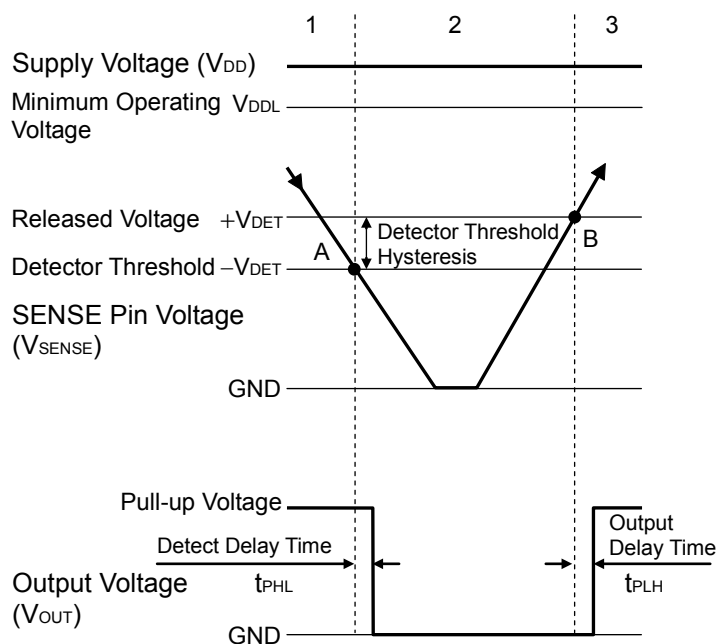 1 2 3
Supply Voltage (VDD)
Minimum Operating VDDL
Voltage
Released Voltage +VDET
Detector Threshold
Hysteresis
A
B
Detector Threshold −VDET
SENSE Pin Voltage
(VSENSE)
GND
Pull-up Voltage
Detect Delay Time
tPHL
Output
Delay Time
tPLH
Output Voltage
(VOUT)
GND